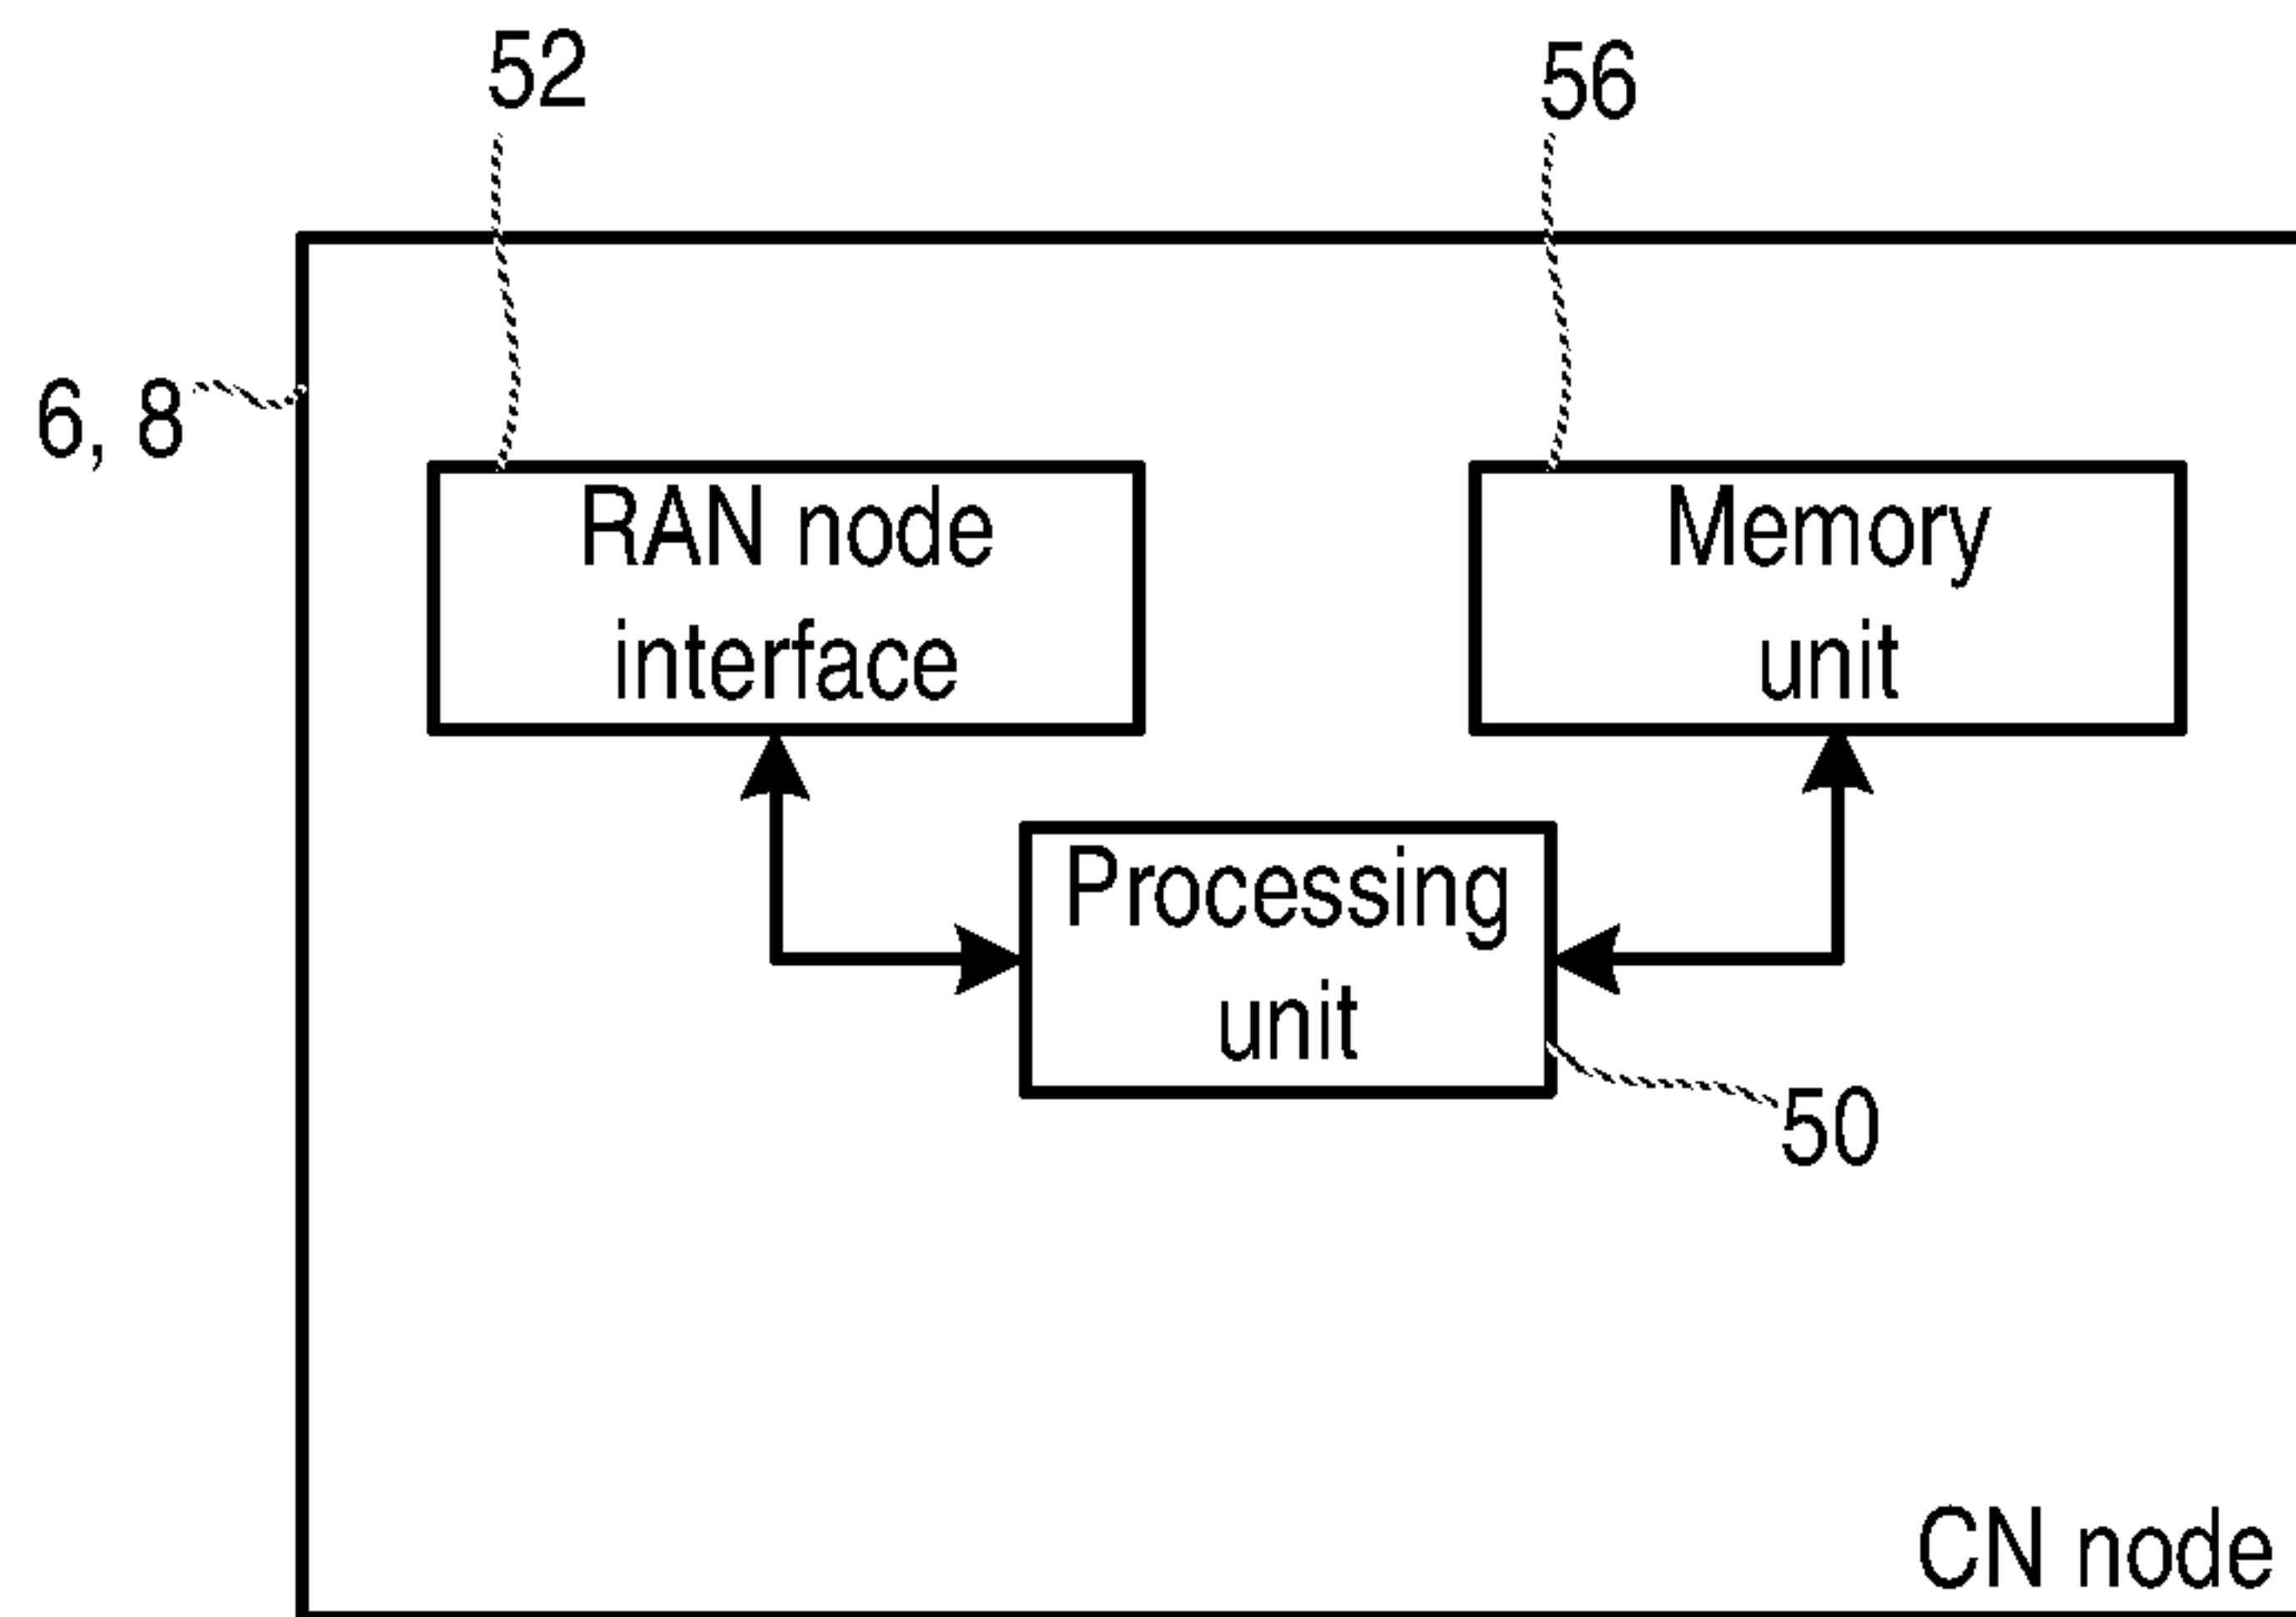 52
56
6, 8
RAN node
interface
Memory
unit
Processing
unit
50
CN node